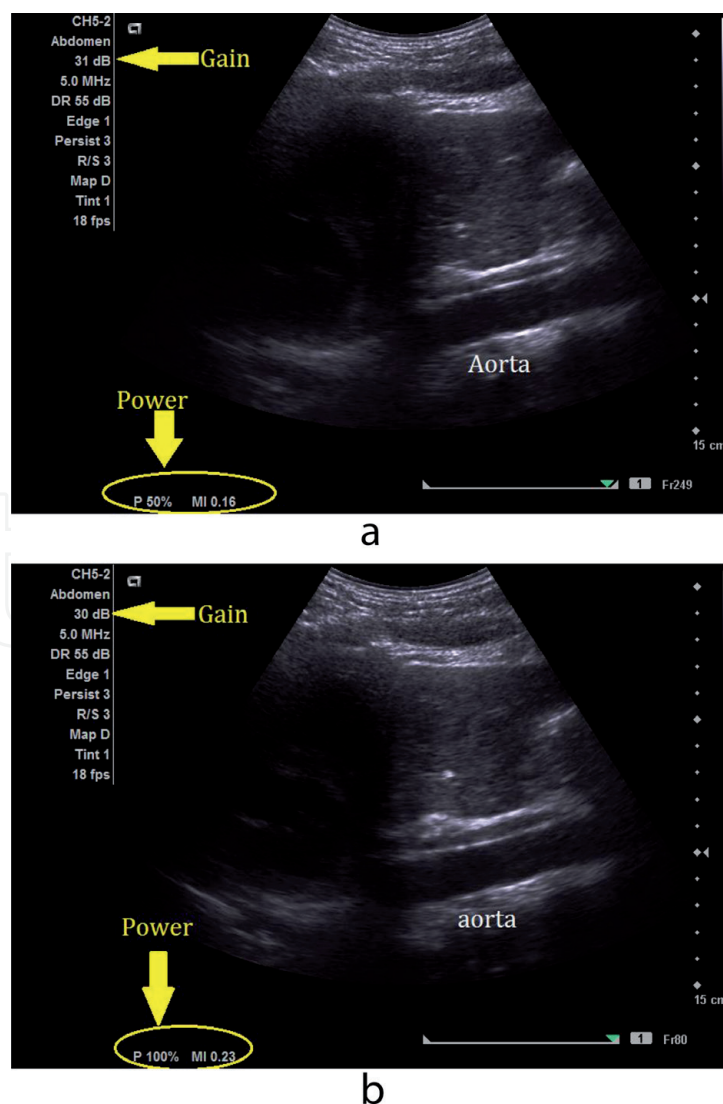 CH5-2
Abdomen
31 dB
Gain
5.0 MHz
DR 55 dB
Edge 1
Persist 3
R/S 3
Map D
Tint 1
18 fps
Aorta
Power
15 cm
P 50% MI 0.16
1 Fr249
a
CH5-2
Abdomen
30 dB
Gain
5.0 MHz
DR 55 dB
Edge 1
Persist 3
R/S 3
Map D
Tint 1
18 fps
aorta
Power
15 cm
P 100% MI 0.23
1 Fr80
b